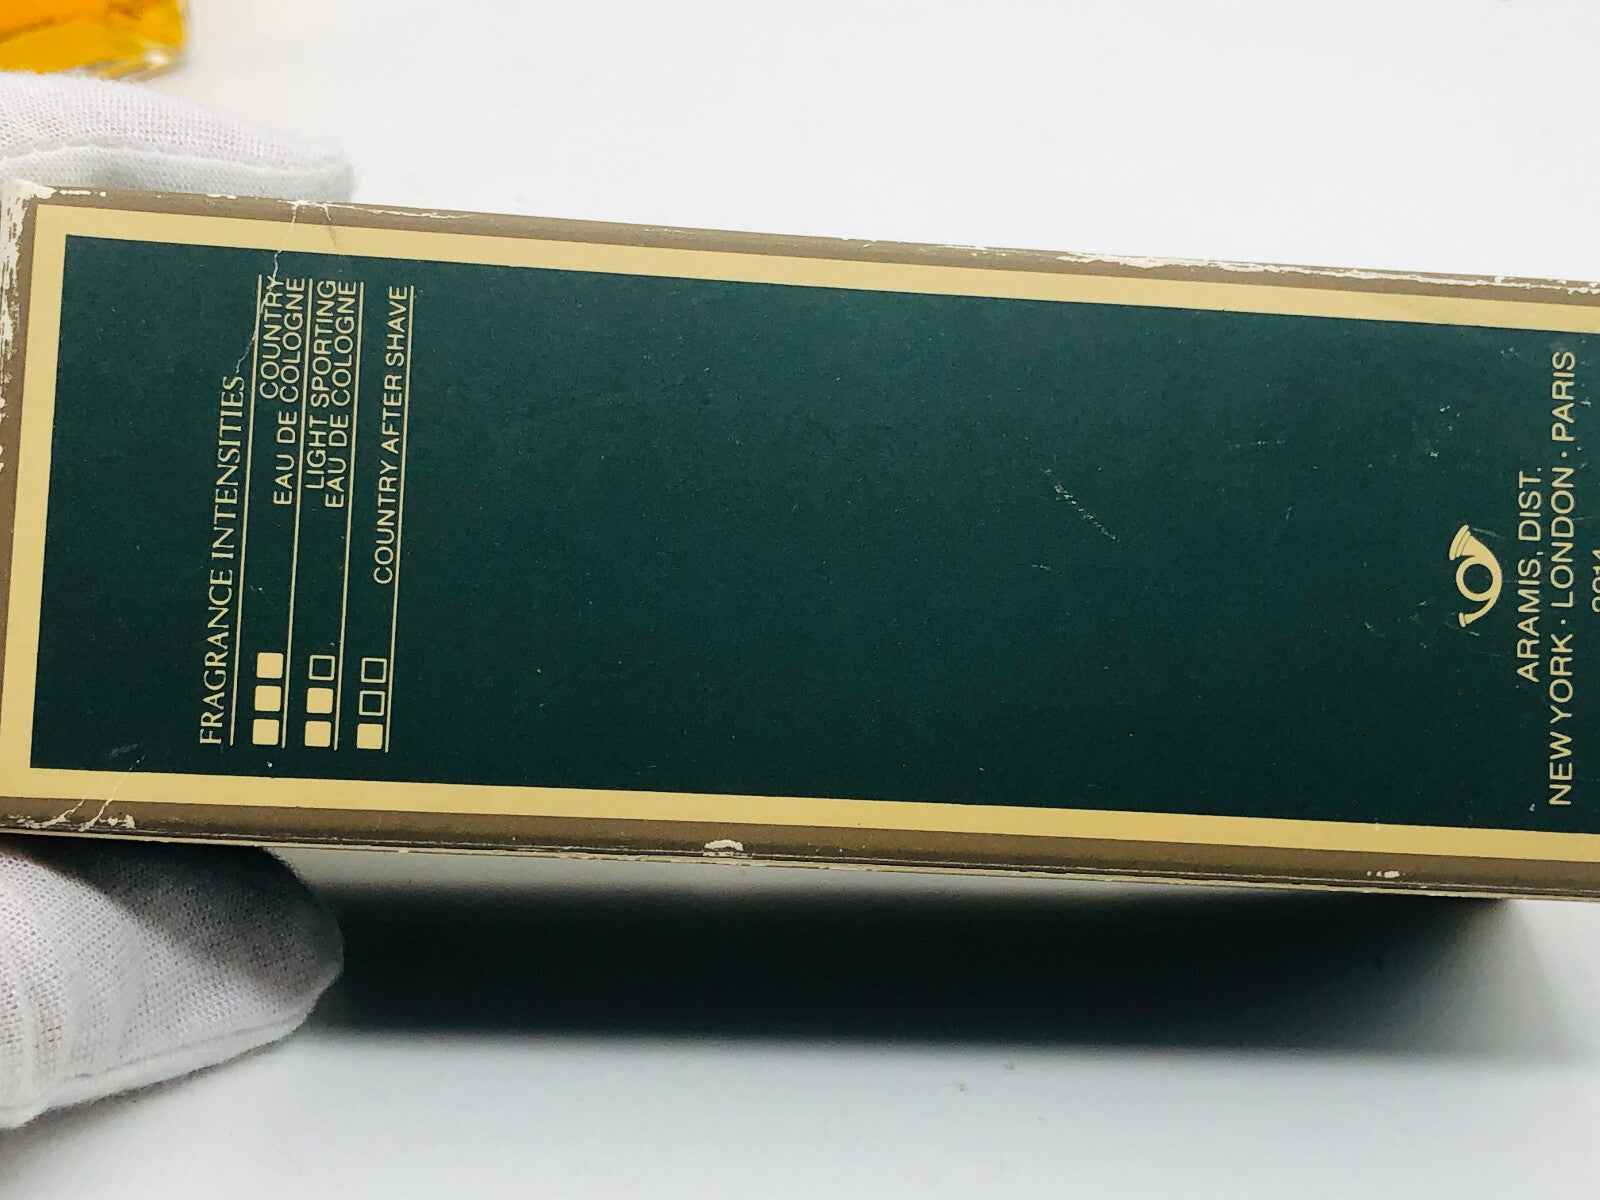 FRAGRANCE INTENSITIES
COUNTRY
EAU DE COLOGNE
LIGHT SPORTING
EAU DE COLOGNE
COUNTRY AFTER SHAVE
ARAMIS, DIST.
NEW YORK · LONDON · PARIS